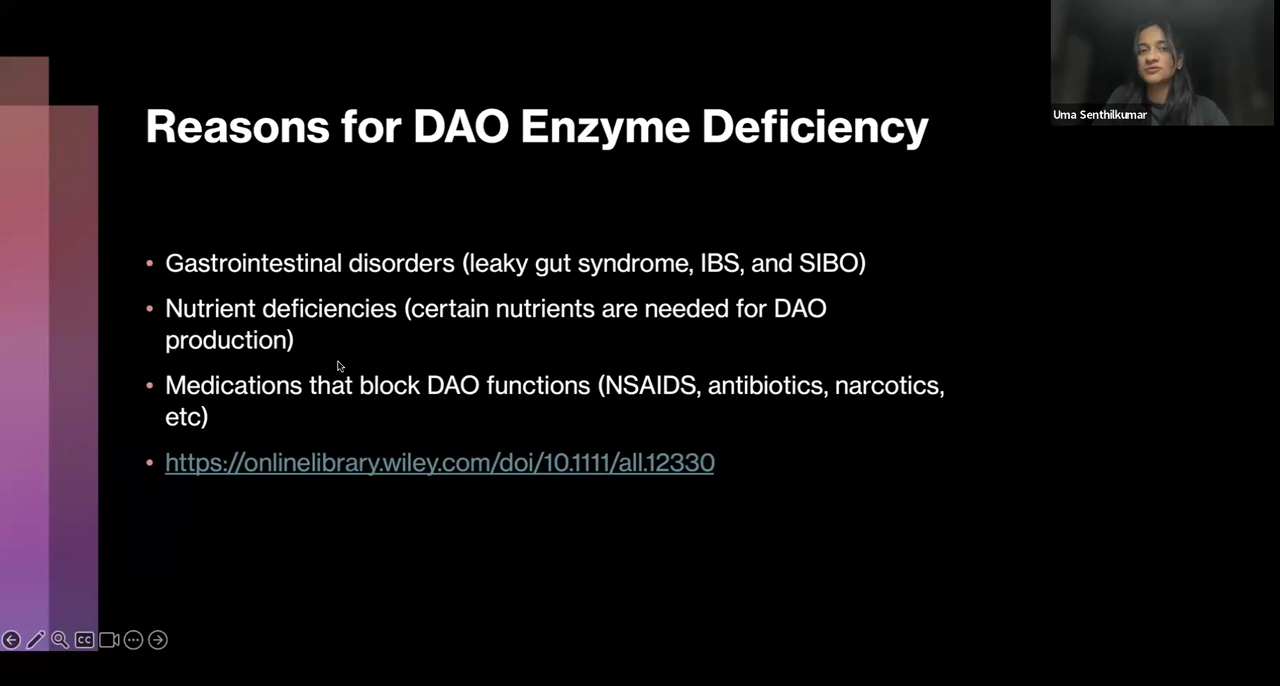 Uma Senthilkumar
Reasons for DAO Enzyme Deficiency
• Gastrointestinal disorders (leaky gut syndrome, IBS, and SIBO)
• Nutrient deficiencies (certain nutrients are needed for DAO
production)
• Medications that block DAO functions (NSAIDS, antibiotics, narcotics,
etc)
• https://onlinelibrary.wiley.com/doi/10.1111/all.12330
CC